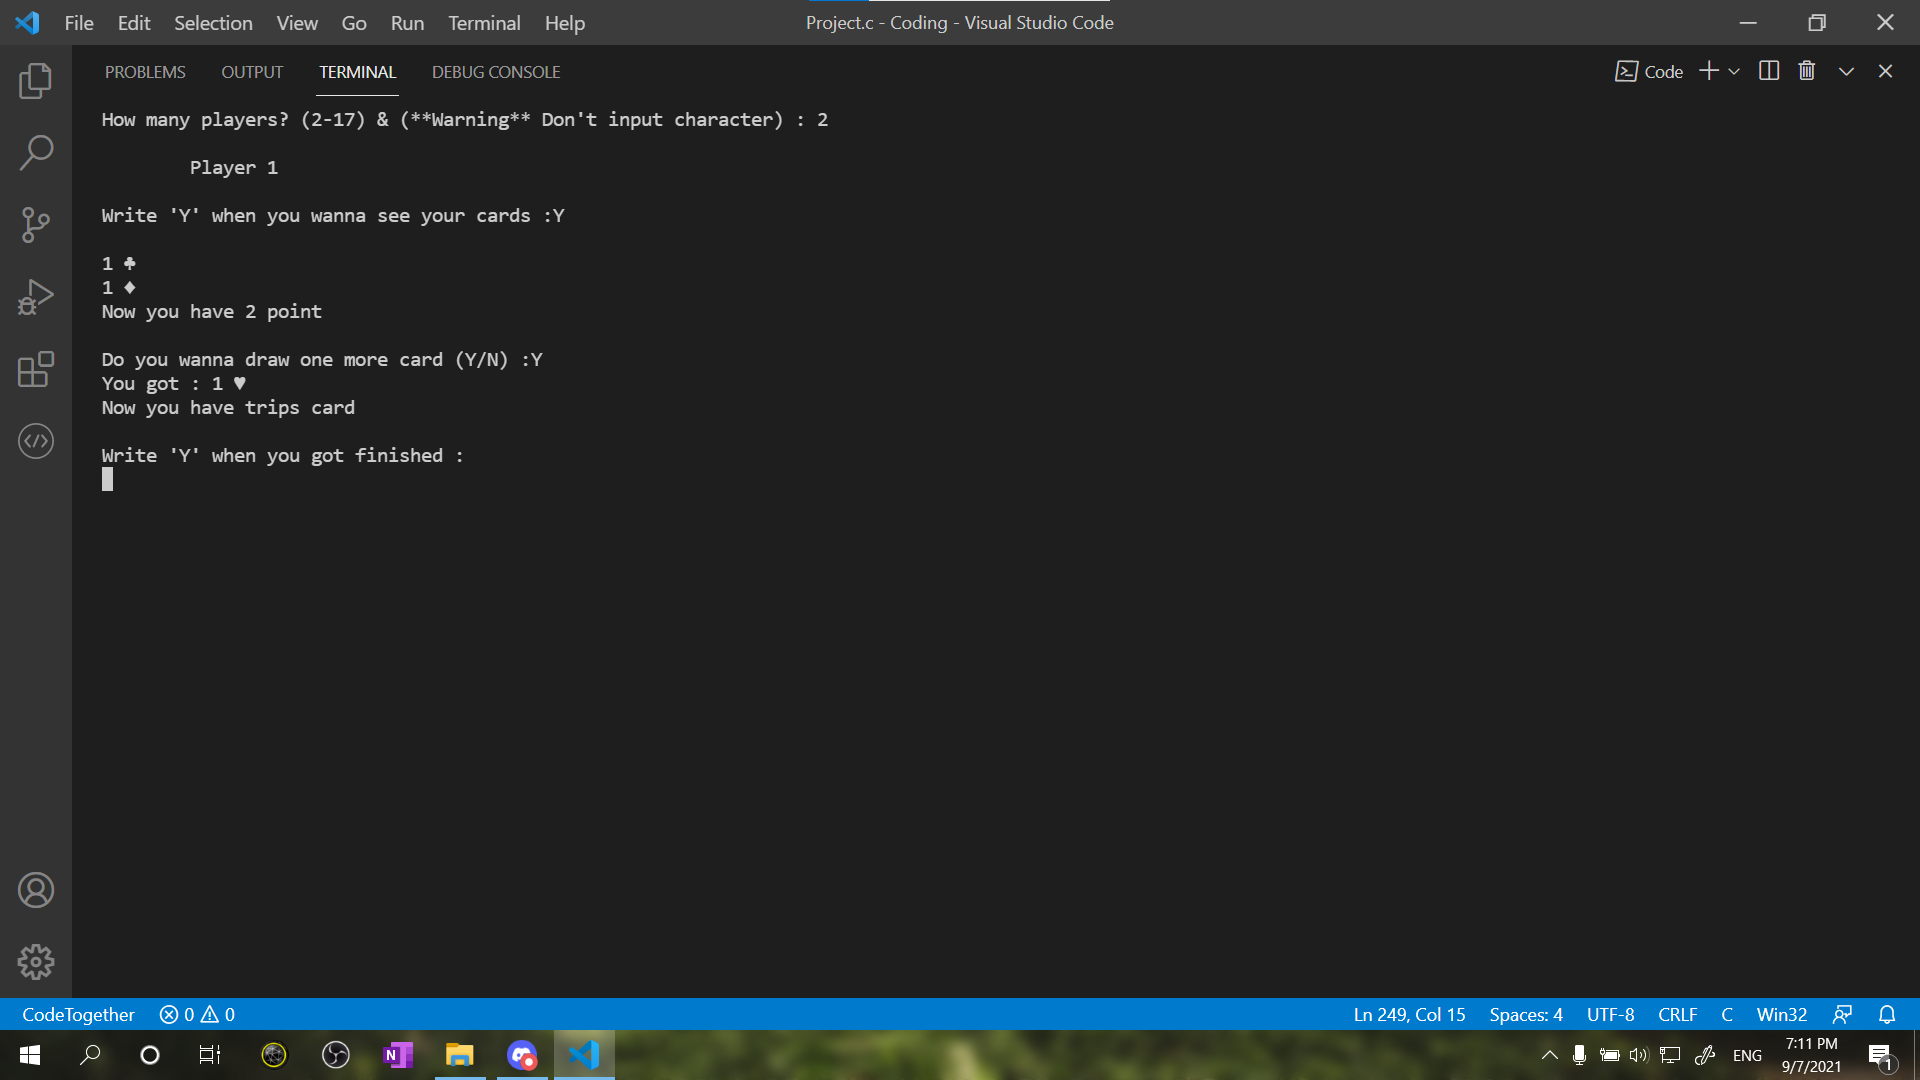 File Edit Selection View Go Run Terminal Help
Project.c - Coding - Visual Studio Code
PROBLEMS OUTPUT TERMINAL DEBUG CONSOLE
Code
How many players? (2-17) & (**Warning** Don't input character) : 2
Player 1
Write 'Y' when you wanna see your cards :Y
1 ♣
1 ♦
Now you have 2 point
Do you wanna draw one more card (Y/N) :Y
You got : 1 ♥
Now you have trips card
Write 'Y' when you got finished :
CodeTogether 0 0 Ln 249, Col 15 Spaces: 4 UTF-8 CRLF C Win32
N ENG 7:11 PM
9/7/2021 1